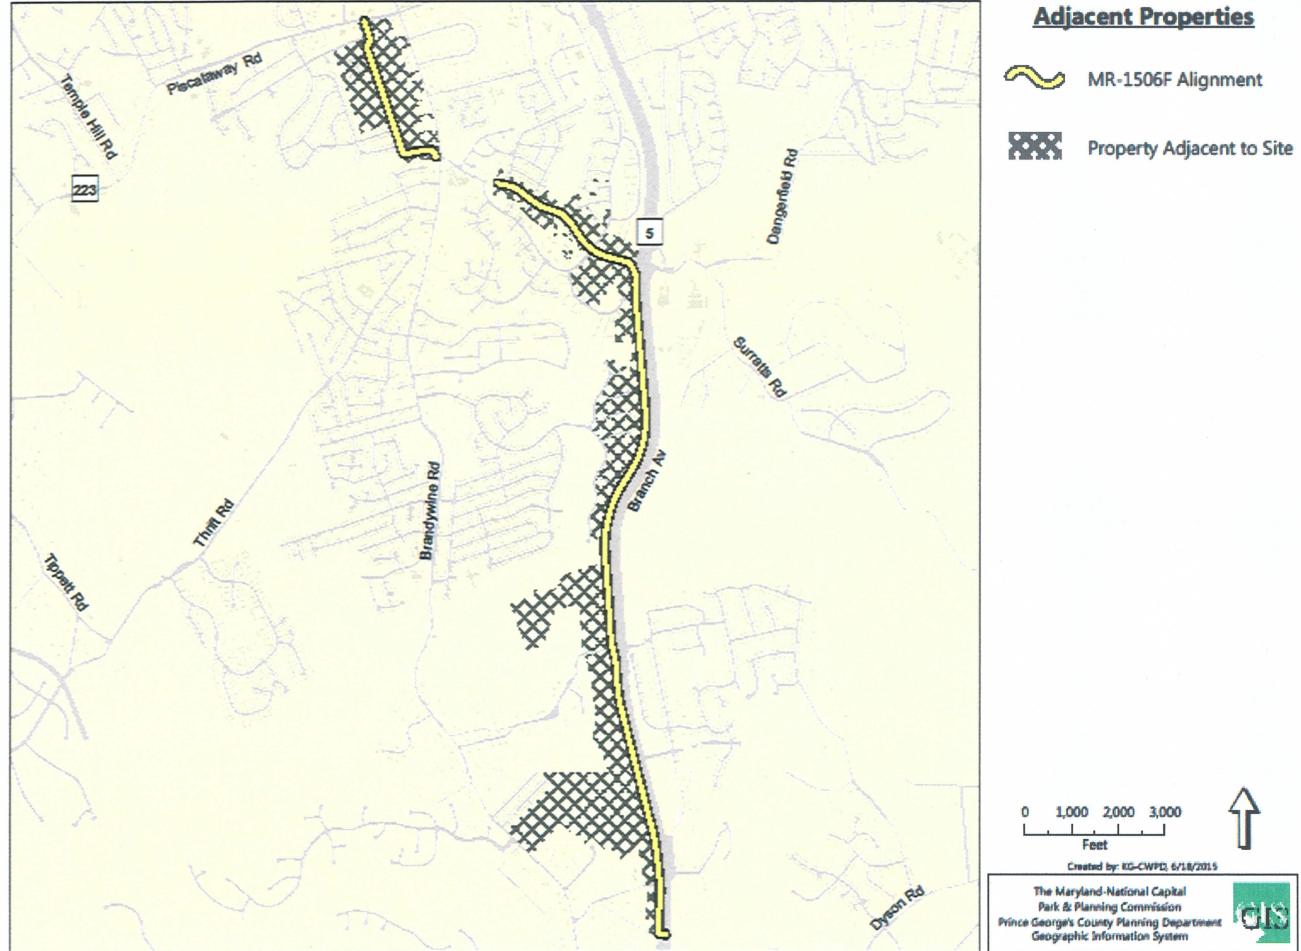 Adjacent Properties
MR-1506F Alignment
Property Adjacent to Site
Piscataway Rd
Temple Hill Rd
223
Dangerfield Rd
5
Surratts Rd
Branch Av
Brandywine Rd
Thrift Rd
Tippett Rd
Dyson Rd
0 1,000 2,000 3,000
Feet
Created by: KG-CWPD, 6/18/2015
The Maryland-National Capital
Park & Planning Commission
Prince George's County Planning Department
Geographic Information System
GIS